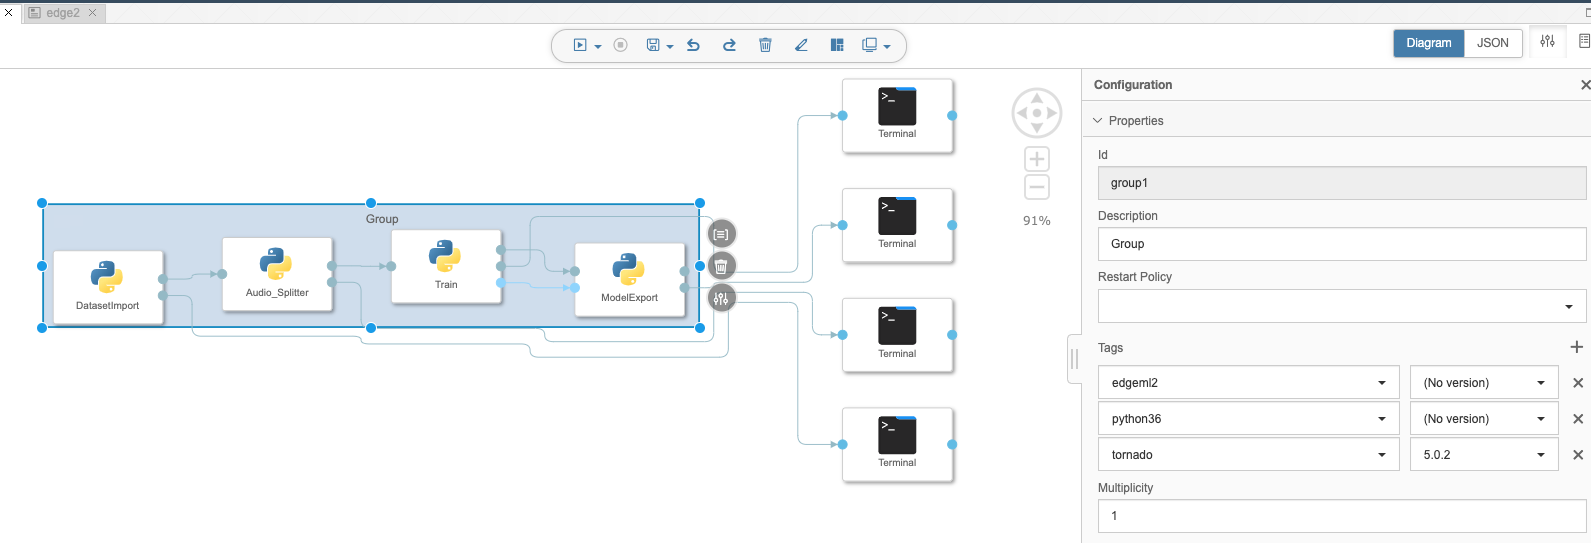 edge2
Diagram
JSON
Configuration
Properties
Id
group1
Description
Group
Restart Policy
Tags
edgeml2
(No version)
python36
(No version)
tornado
5.0.2
Multiplicity
1
Group
DatasetImport
Audio_Splitter
Train
ModelExport
>_
Terminal
>_
Terminal
>_
Terminal
>_
Terminal
91%